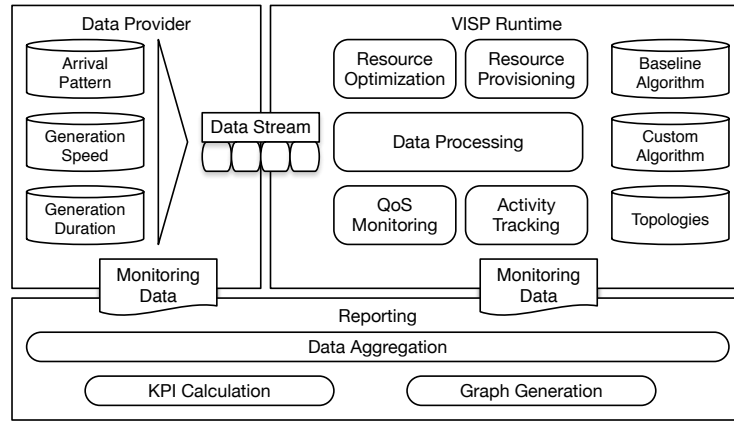 Data Provider
Arrival
Pattern
Generation
Speed
Generation
Duration
Data Stream
VISP Runtime
Resource
Optimization
Resource
Provisioning
Baseline
Algorithm
Data Processing
Custom
Algorithm
QoS
Monitoring
Activity
Tracking
Topologies
Monitoring
Data
Monitoring
Data
Reporting
Data Aggregation
KPI Calculation
Graph Generation